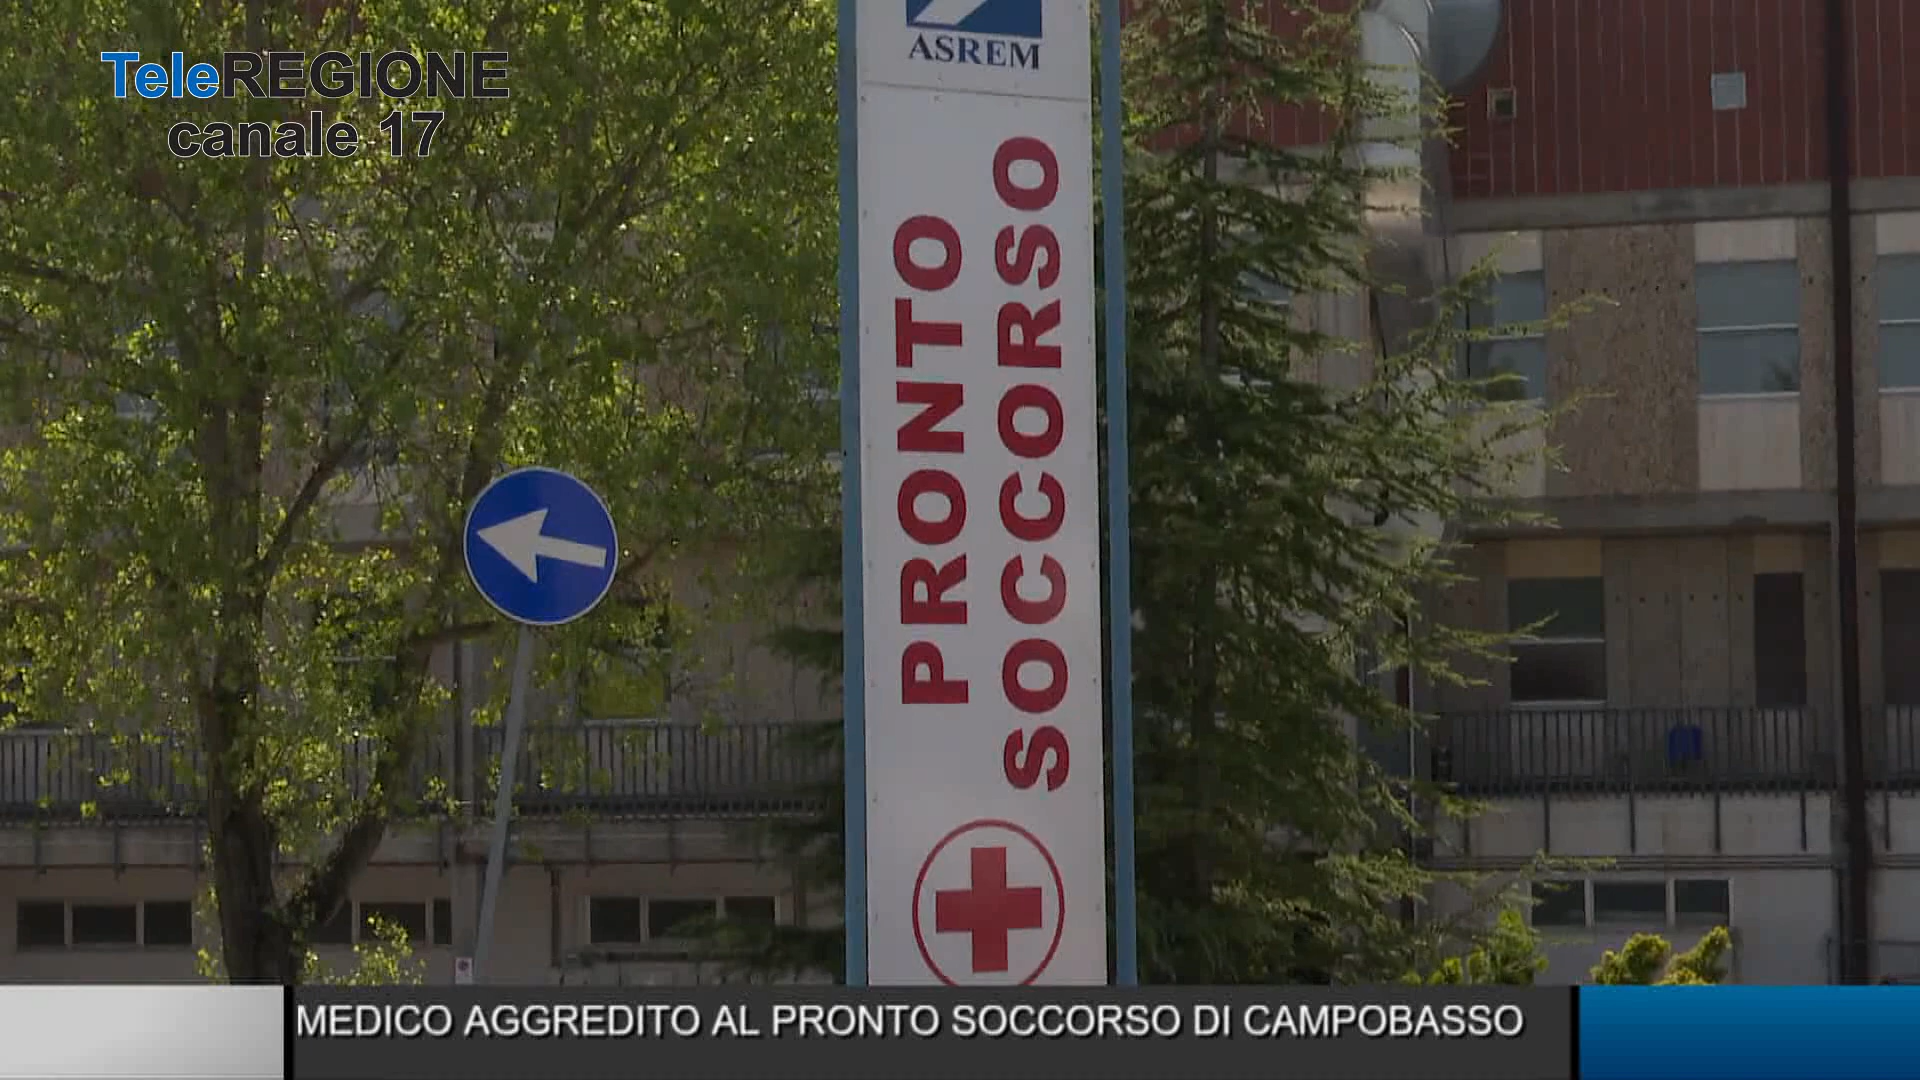 TeleREGIONE
canale 17
ASREM
PRONTO
SOCCORSO
MEDICO AGGREDITO AL PRONTO SOCCORSO DI CAMPOBASSO